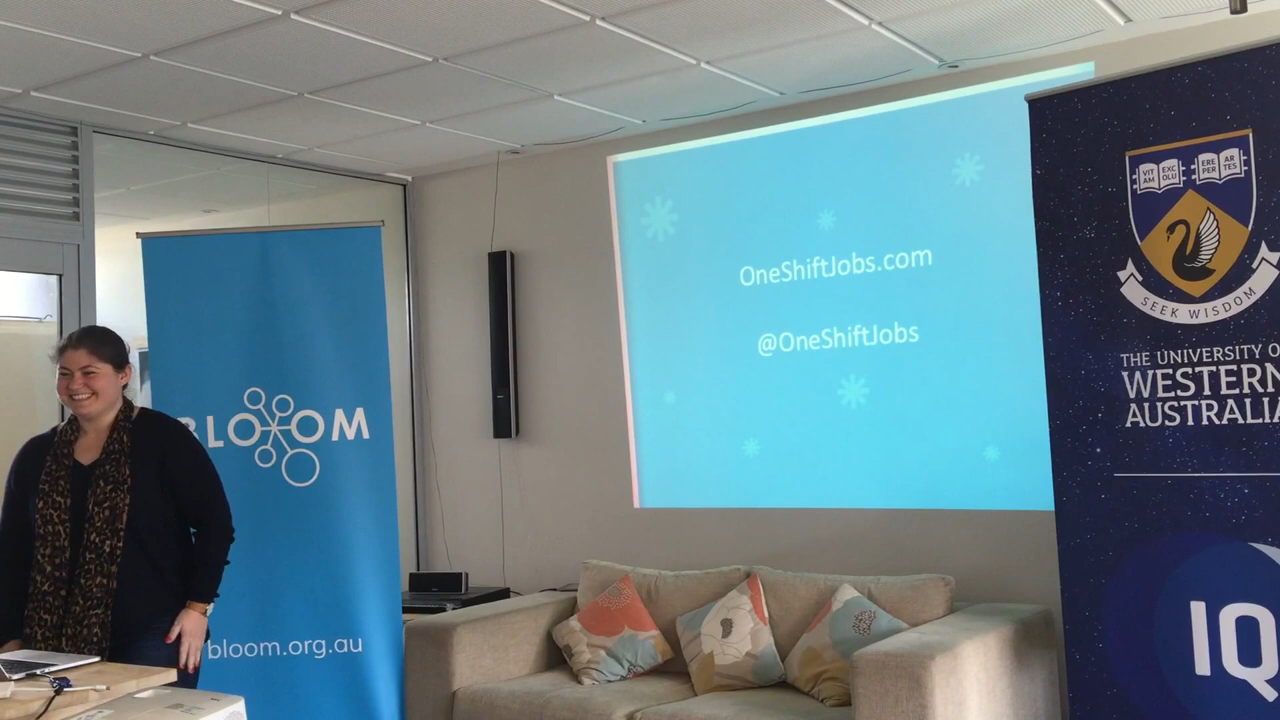 BLOOM
bloom.org.au
OneShiftJobs.com
@OneShiftJobs
VIT AM
EXC OLU
ERE PER
AR TES
SEEK WISDOM
THE UNIVERSITY O
WESTERN
AUSTRALIA
IQ